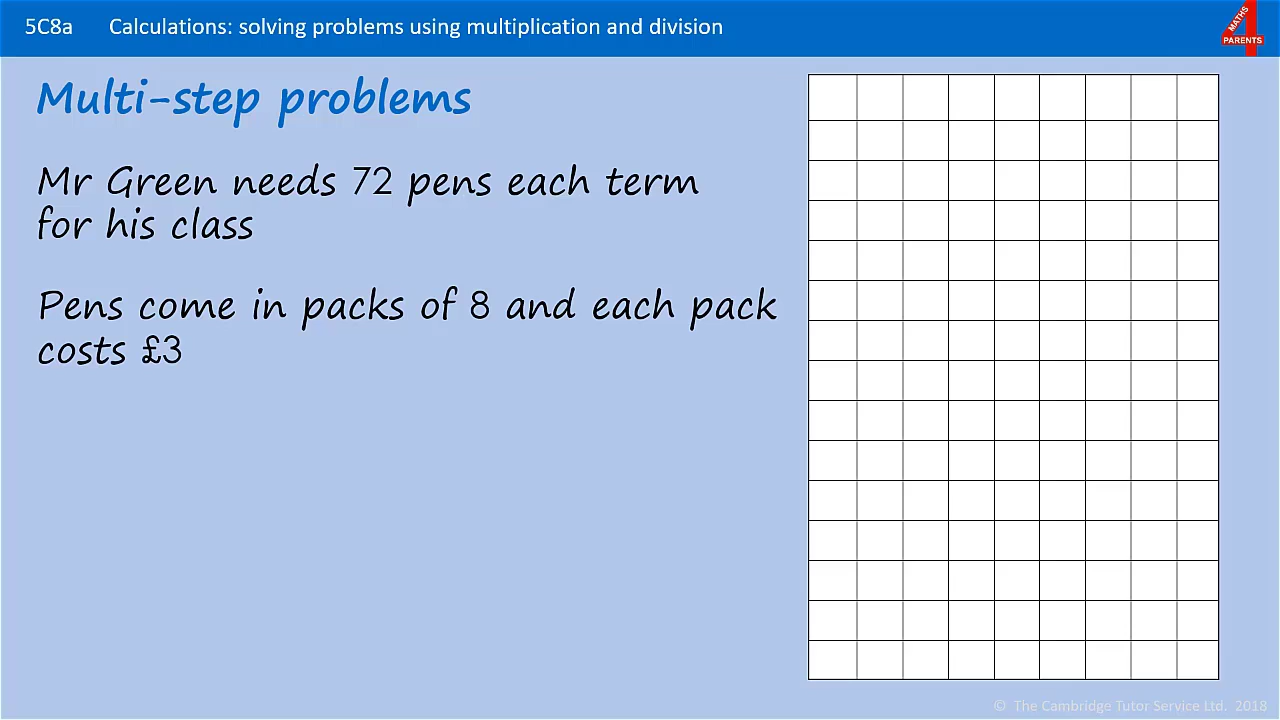 5C8a Calculations: solving problems using multiplication and division
MATHS
4
PARENTS
Multi-step problems
Mr Green needs 72 pens each term
for his class
Pens come in packs of 8 and each pack
costs £3
© The Cambridge Tutor Service Ltd. 2018